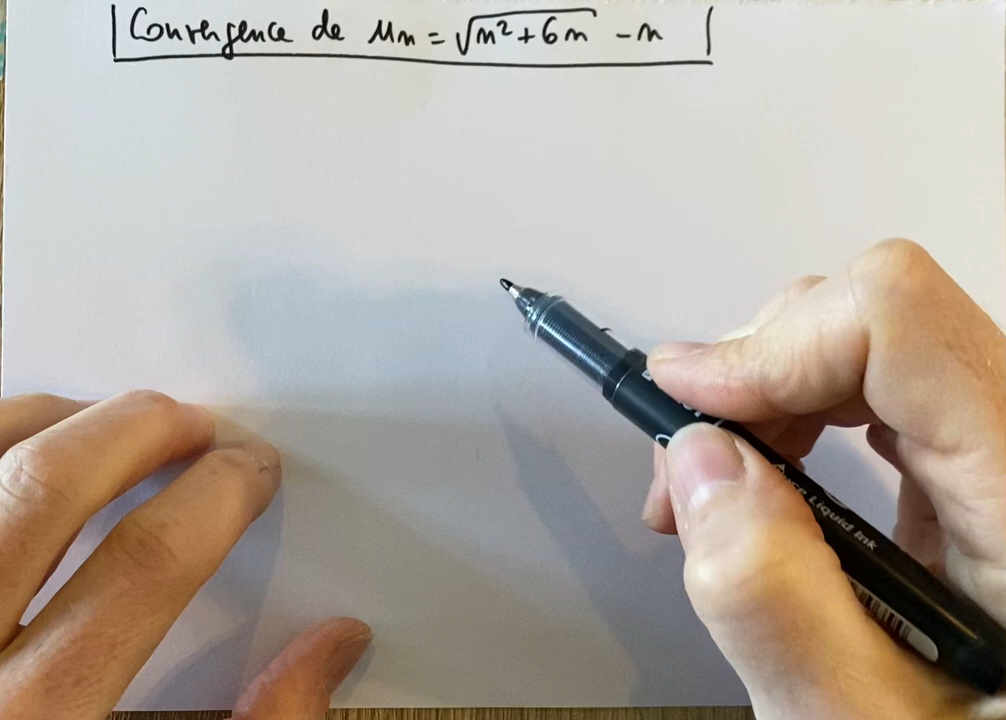 Convergence de un = √n²+6n - n
Liquid Ink